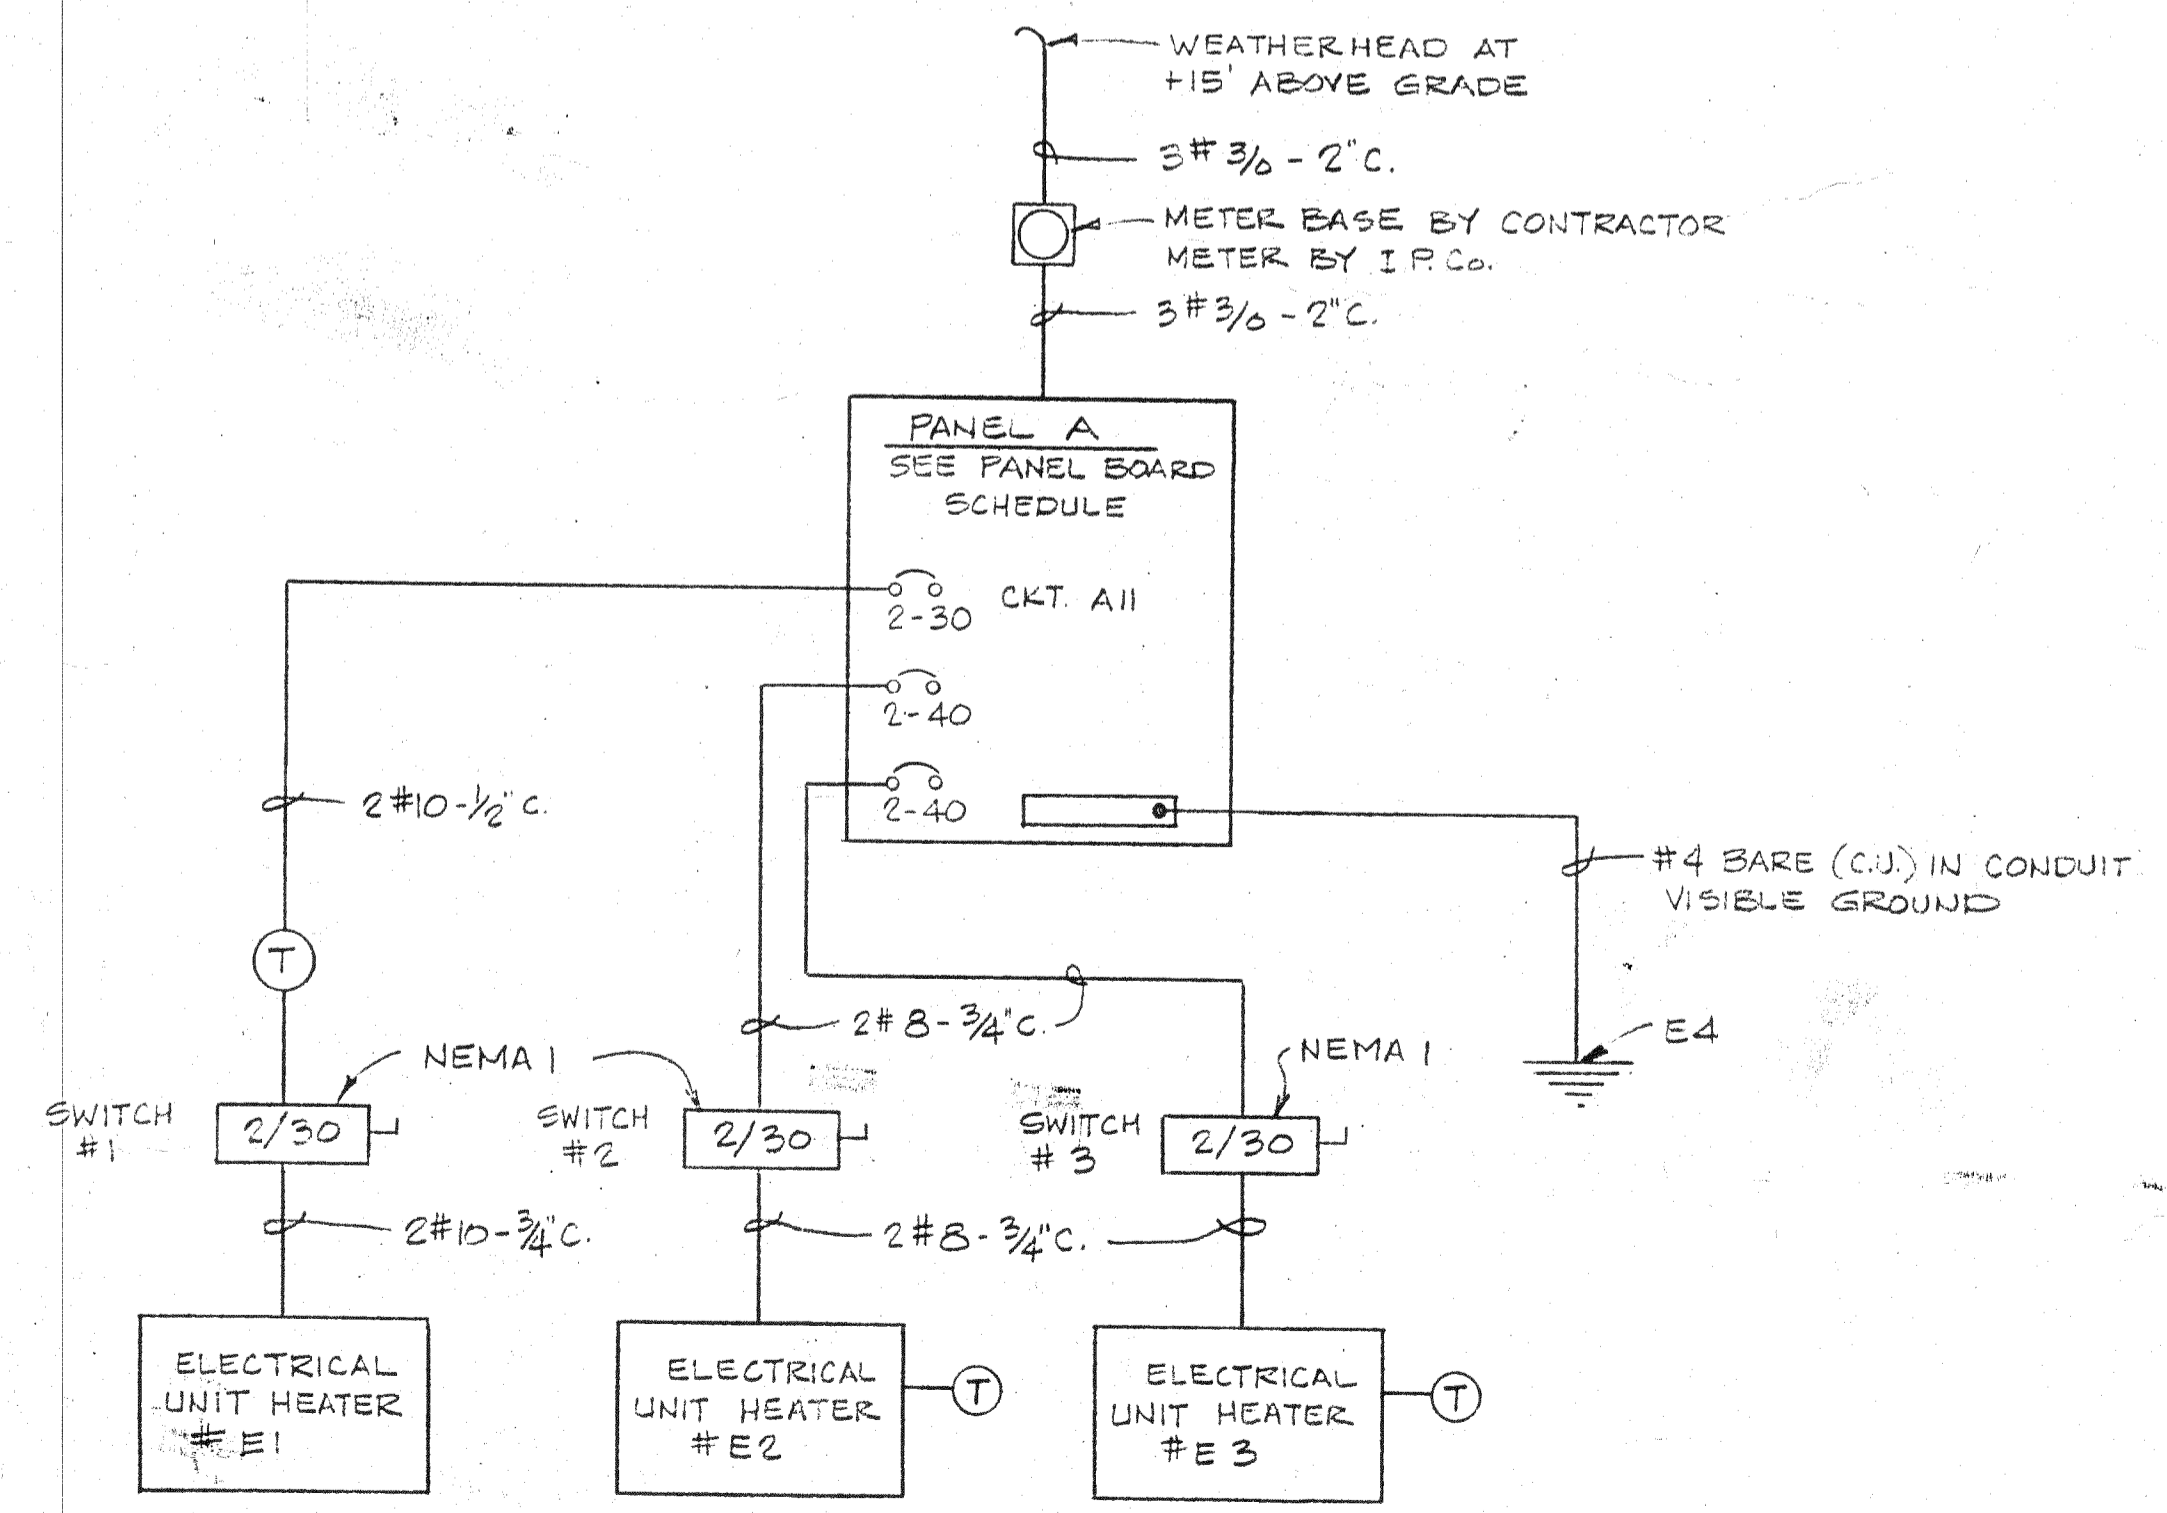 WEATHERHEAD AT
+15' ABOVE GRADE
3# 3/0 - 2" C.
METER BASE BY CONTRACTOR
METER BY I.P.Co.
3# 3/0 - 2" C.
PANEL A
SEE PANEL BOARD
SCHEDULE
2-30 CKT. A11
2-40
2-40
2#10-1/2" C.
#4 BARE (C.U.) IN CONDUIT
VISIBLE GROUND
T
2#8-3/4" C.
E4
NEMA 1
NEMA 1
SWITCH
#1
2/30
SWITCH
#2
2/30
SWITCH
#3
2/30
2#10-3/4" C.
2#8-3/4" C.
ELECTRICAL
UNIT HEATER
#E1
ELECTRICAL
UNIT HEATER
#E2
T
ELECTRICAL
UNIT HEATER
#E3
T